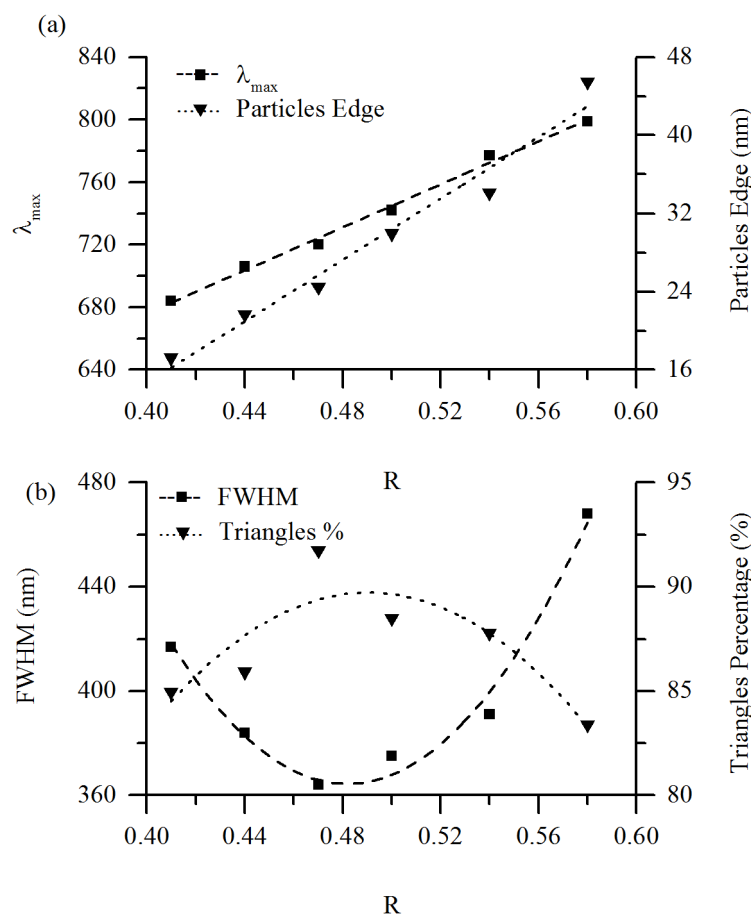 (a)
840
800
760
720
680
640
λmax
λmax
Particles Edge
48
40
32
23
16
Particles Edge (nm)
0.40 0.44 0.48 0.52 0.56 0.60
R
(b)
480
440
400
360
FWHM (nm)
FWHM
Triangles %
95
90
85
80
Triangles Percentage (%)
0.40 0.44 0.48 0.52 0.56 0.60
R